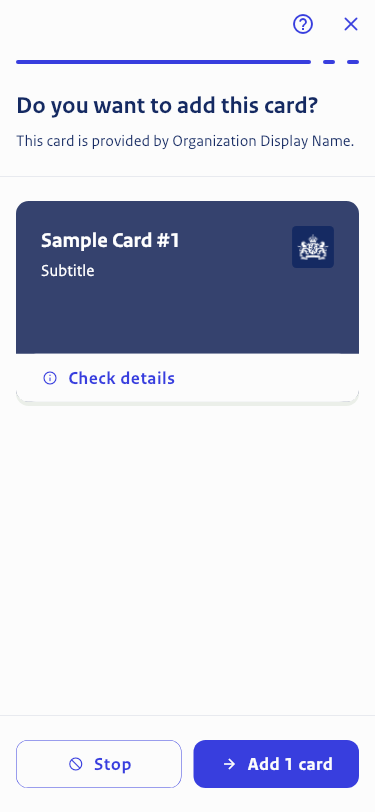 Do you want to add this card?
This card is provided by Organization Display Name.
Sample Card #1
Subtitle
Check details
Stop
Add 1 card